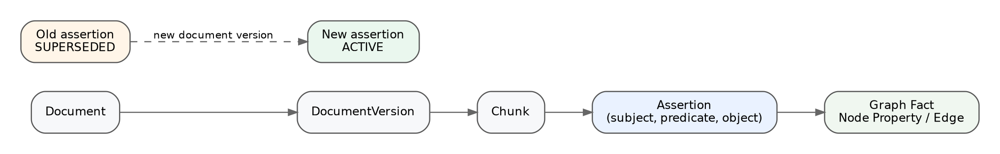 Old assertion
SUPERSEDED
new document version
New assertion
ACTIVE
Document
DocumentVersion
Chunk
Assertion
(subject, predicate, object)
Graph Fact
Node Property / Edge